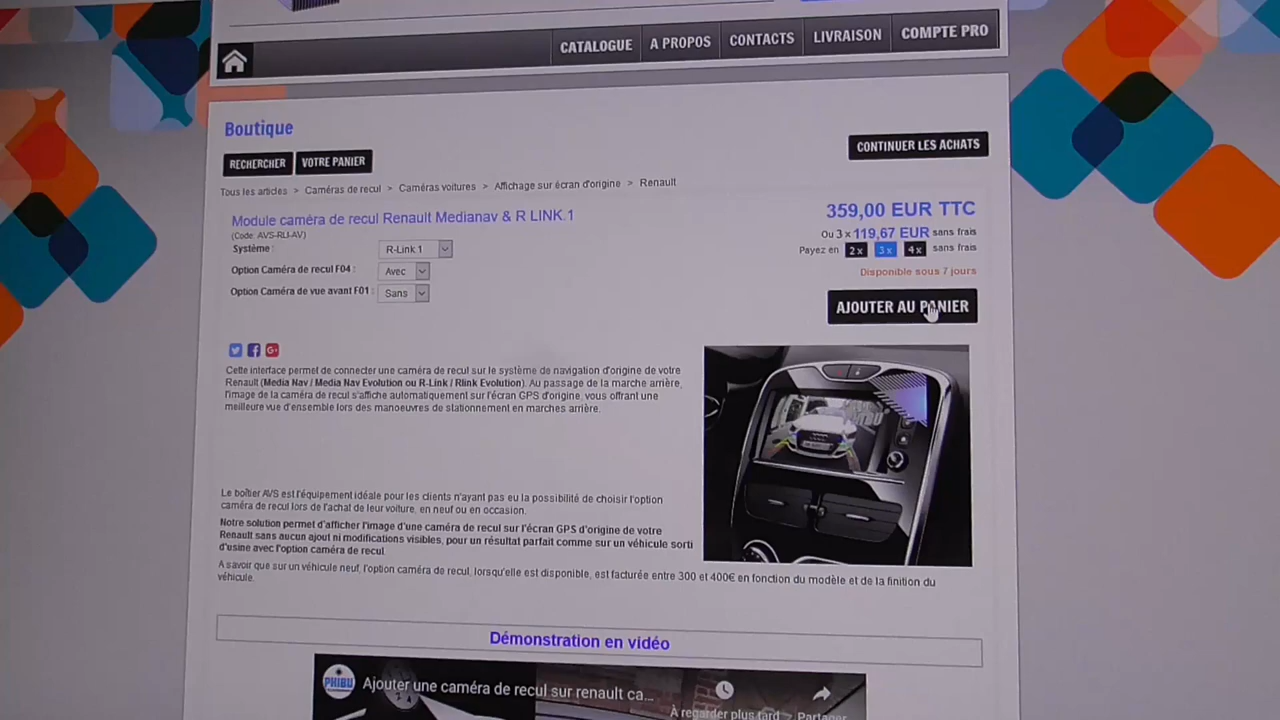 CATALOGUE
A PROPOS
CONTACTS
LIVRAISON
COMPTE PRO
Boutique
RECHERCHER
VOTRE PANIER
CONTINUER LES ACHATS
Tous les articles > Caméras de recul > Caméras voitures > Affichage sur écran d'origine > Renault
Module caméra de recul Renault Medianav & R LINK 1
(Code: AVS-RLI-AV)
Système :
R-Link 1
Option Caméra de recul F04 :
Avec
Option Caméra de vue avant F01 :
Sans
359,00 EUR TTC
Ou 3 x 119,67 EUR sans frais
Payez en 2x 3x 4x sans frais
Disponible sous 7 jours
AJOUTER AU PANIER
Cette interface permet de connecter une caméra de recul sur le système de navigation d'origine de votre
Renault (Media Nav / Media Nav Evolution ou R-Link / Rlink Evolution). Au passage de la marche arrière,
l'image de la caméra de recul s'affiche automatiquement sur l'écran GPS d'origine, vous offrant une
meilleure vue d'ensemble lors des manoeuvres de stationnement en marches arrière.
Le boîtier AVS est l'équipement idéale pour les clients n'ayant pas eu la possibilité de choisir l'option
caméra de recul lors de l'achat de leur voiture, en neuf ou en occasion.
Notre solution permet d'afficher l'image d'une caméra de recul sur l'écran GPS d'origine de votre
Renault sans aucun ajout ni modifications visibles, pour un résultat parfait comme sur un véhicule sorti
d'usine avec l'option caméra de recul.
A savoir que sur un véhicule neuf, l'option caméra de recul, lorsqu'elle est disponible, est facturée entre 300 et 400€ en fonction du modèle et de la finition du
véhicule.
Démonstration en vidéo
PHIBU
Ajouter une caméra de recul sur renault ca...
À regarder plus tard
Partager